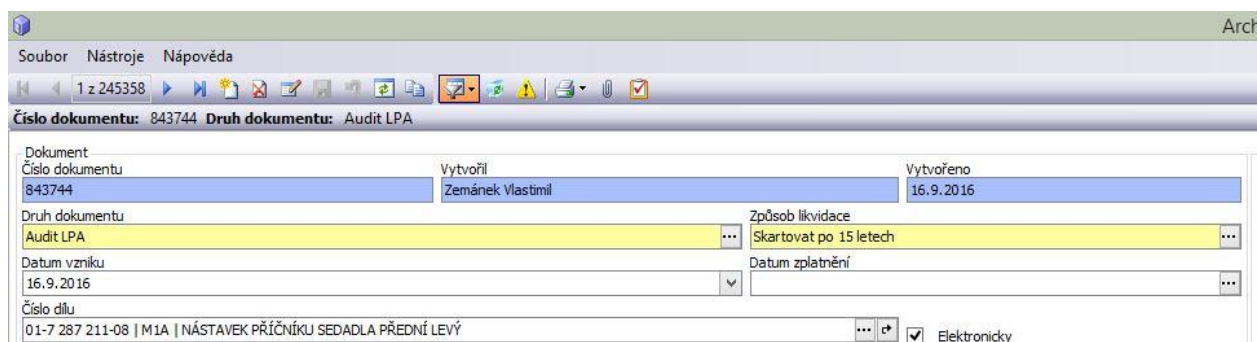 Arch
Soubor Nástroje Nápověda
1 z 245358
Číslo dokumentu: 843744 Druh dokumentu: Audit LPA
Dokument
Číslo dokumentu Vytvořil Vytvořeno
843744 Zemánek Vlastimil 16.9.2016
Druh dokumentu Způsob likvidace
Audit LPA Skartovat po 15 letech
Datum vzniku Datum zplatnění
16.9.2016
Číslo dílu
01-7 287 211-08 | M1A | NÁSTAVEK PŘÍČNÍKU SEDADLA PŘEDNÍ LEVÝ Elektronicky